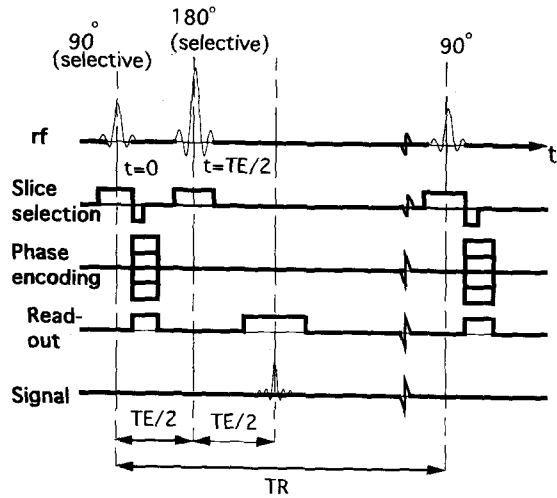 90° (selective)
180° (selective)
90°
rf
t=0
t=TE/2
t
Slice selection
Phase encoding
Read-out
Signal
TE/2
TE/2
TR